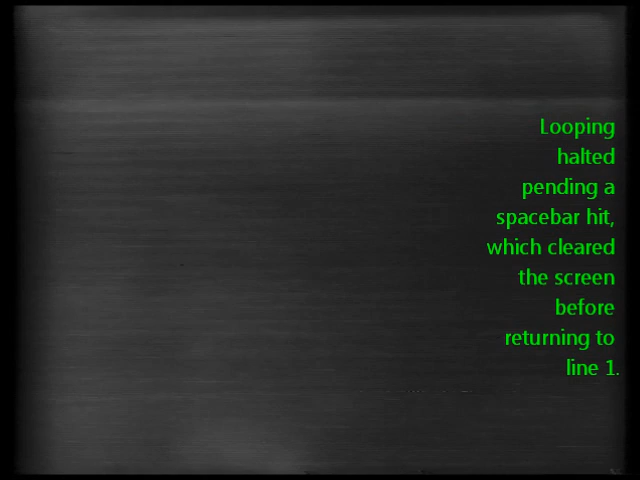 Looping
halted
pending a
spacebar hit,
which cleared
the screen
before
returning to
line 1.